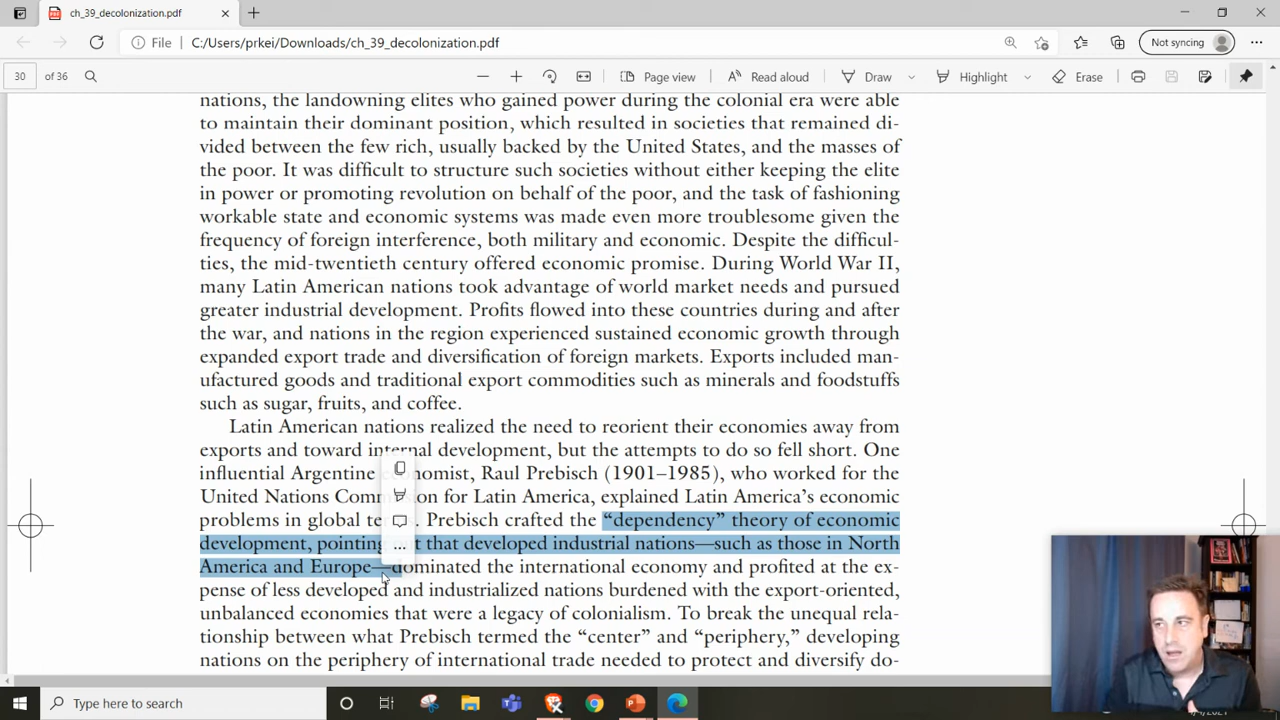 ch_39_decolonization.pdf
File C:/Users/prkei/Downloads/ch_39_decolonization.pdf Not syncing
30 of 36 Page view Read aloud Draw Highlight Erase
nations, the landowning elites who gained power during the colonial era were able
to maintain their dominant position, which resulted in societies that remained di-
vided between the few rich, usually backed by the United States, and the masses of
the poor. It was difficult to structure such societies without either keeping the elite
in power or promoting revolution on behalf of the poor, and the task of fashioning
workable state and economic systems was made even more troublesome given the
frequency of foreign interference, both military and economic. Despite the difficul-
ties, the mid-twentieth century offered economic promise. During World War II,
many Latin American nations took advantage of world market needs and pursued
greater industrial development. Profits flowed into these countries during and after
the war, and nations in the region experienced sustained economic growth through
expanded export trade and diversification of foreign markets. Exports included man-
ufactured goods and traditional export commodities such as minerals and foodstuffs
such as sugar, fruits, and coffee.
Latin American nations realized the need to reorient their economies away from
exports and toward internal development, but the attempts to do so fell short. One
influential Argentine economist, Raul Prebisch (1901–1985), who worked for the
United Nations Commission for Latin America, explained Latin America's economic
problems in global . Prebisch crafted the “dependency” theory of economic
development, pointing out that developed industrial nations—such as those in North
America and Europe—dominated the international economy and profited at the ex-
pense of less developed and industrialized nations burdened with the export-oriented,
unbalanced economies that were a legacy of colonialism. To break the unequal rela-
tionship between what Prebisch termed the “center” and “periphery,” developing
nations on the periphery of international trade needed to protect and diversify do-
Type here to search